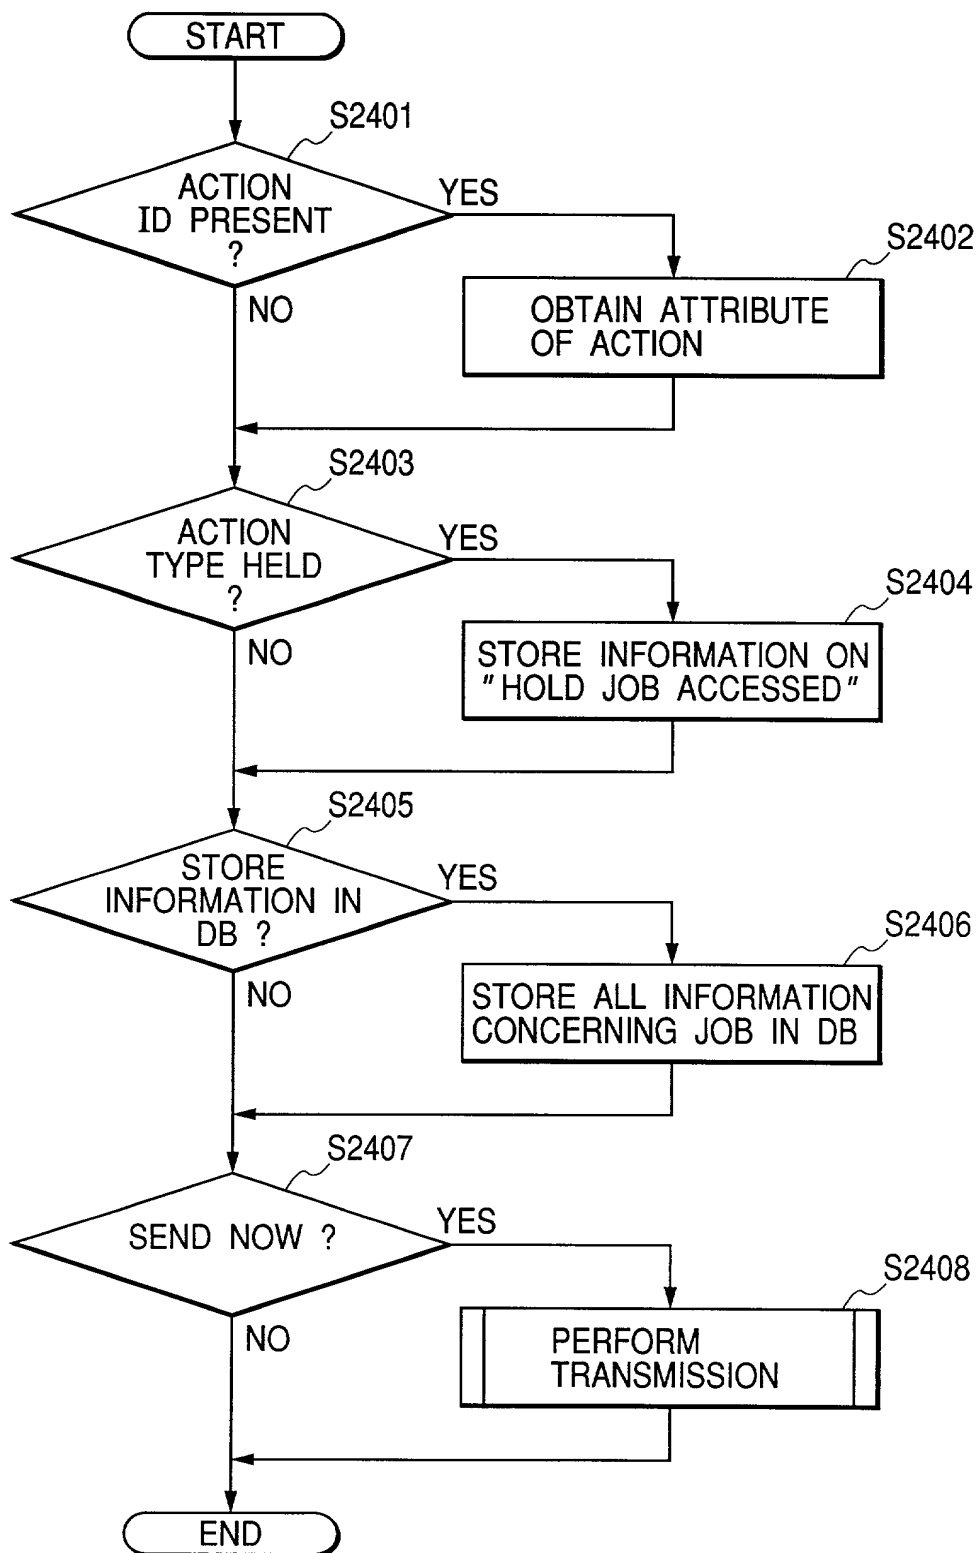 START
S2401
ACTION
ID PRESENT
?
YES
NO
S2402
OBTAIN ATTRIBUTE
OF ACTION
S2403
ACTION
TYPE HELD
?
YES
NO
S2404
STORE INFORMATION ON
"HOLD JOB ACCESSED"
S2405
STORE
INFORMATION IN
DB ?
YES
NO
S2406
STORE ALL INFORMATION
CONCERNING JOB IN DB
S2407
SEND NOW ?
YES
NO
S2408
PERFORM
TRANSMISSION
END